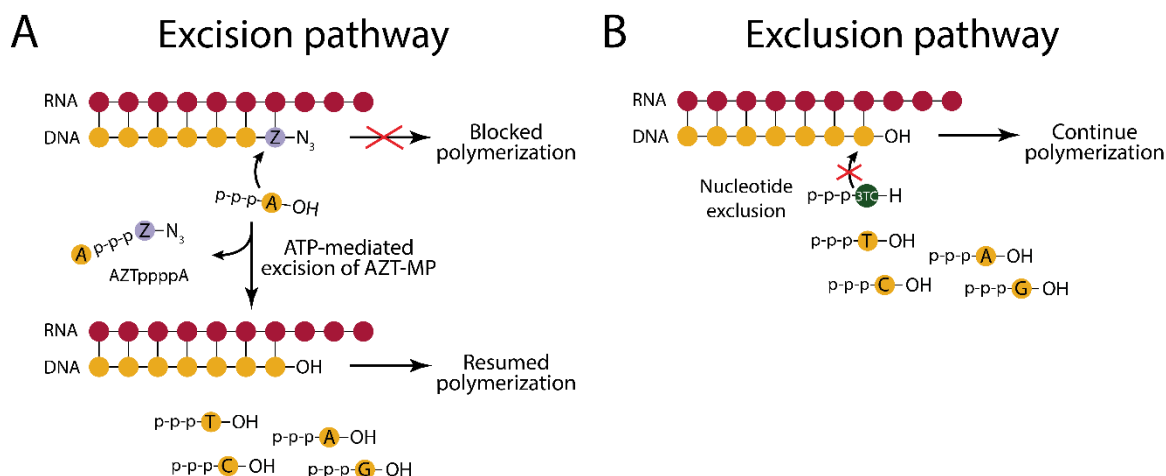 A
Excision pathway
RNA
DNA
Z
N3
Blocked
polymerization
p-p-p-A-OH
A p-p-p-Z-N3
AZTppppA
ATP-mediated
excision of AZT-MP
RNA
DNA
OH
Resumed
polymerization
p-p-p-T-OH
p-p-p-A-OH
p-p-p-C-OH
p-p-p-G-OH
B
Exclusion pathway
RNA
DNA
OH
Continue
polymerization
Nucleotide
exclusion
p-p-p-3TC-H
p-p-p-T-OH
p-p-p-A-OH
p-p-p-C-OH
p-p-p-G-OH